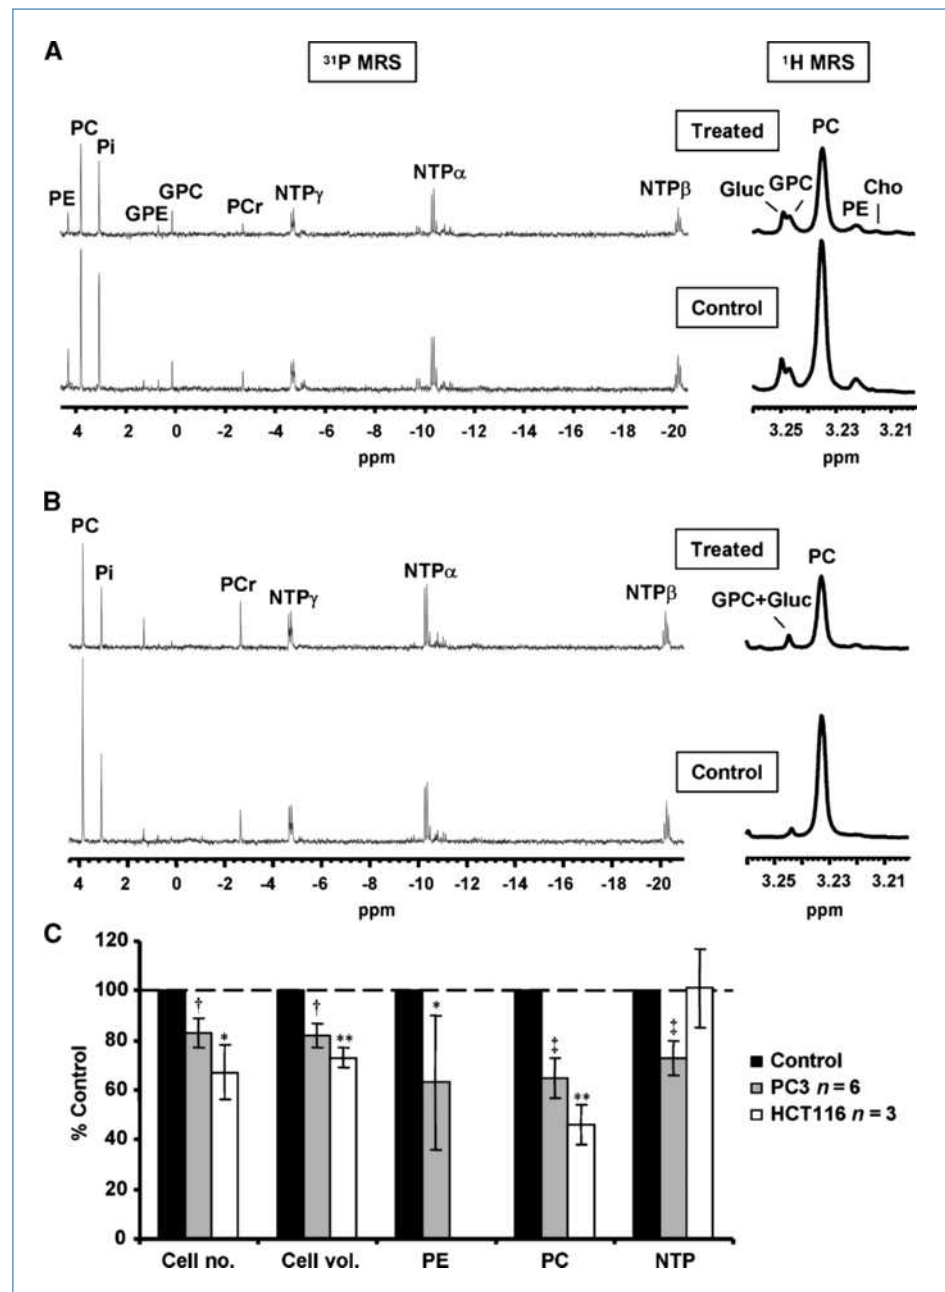 A
³¹P MRS
¹H MRS
PC
Pi
PE
GPE
GPC
PCr
NTPγ
NTPα
NTPβ
Treated
PC
Gluc
GPC
PE
Cho
Control
4 2 0 -2 -4 -6 -8 -10 -12 -14 -16 -18 -20
ppm
3.25 3.23 3.21
ppm
B
PC
Pi
PCr
NTPγ
NTPα
NTPβ
Treated
PC
GPC+Gluc
Control
4 2 0 -2 -4 -6 -8 -10 -12 -14 -16 -18 -20
ppm
3.25 3.23 3.21
ppm
C
% Control
120
100
80
60
40
20
0
† * † ** * ‡ ** ‡
Cell no. Cell vol. PE PC NTP
Control
PC3 n = 6
HCT116 n = 3